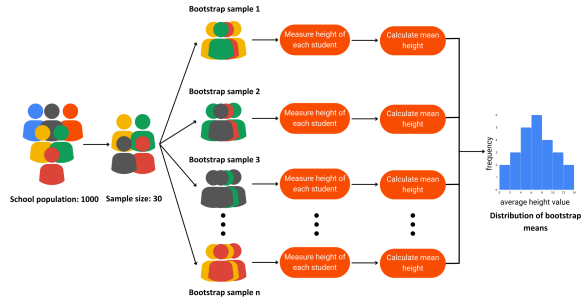 Bootstrap sample 1
Measure height of
each student
Calculate mean
height
Bootstrap sample 2
Measure height of
each student
Calculate mean
height
School population: 1000
Sample size: 30
Bootstrap sample 3
Measure height of
each student
Calculate mean
height
frequency
average height value
Distribution of bootstrap
means
Measure height of
each student
Calculate mean
height
Bootstrap sample n